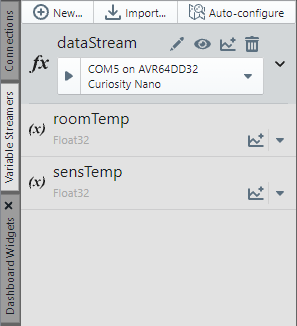 New... Import... Auto-configure
Connections
Variable Streamers
Dashboard Widgets
fx dataStream
COM5 on AVR64DD32
Curiosity Nano
(x) roomTemp
Float32
(x) sensTemp
Float32